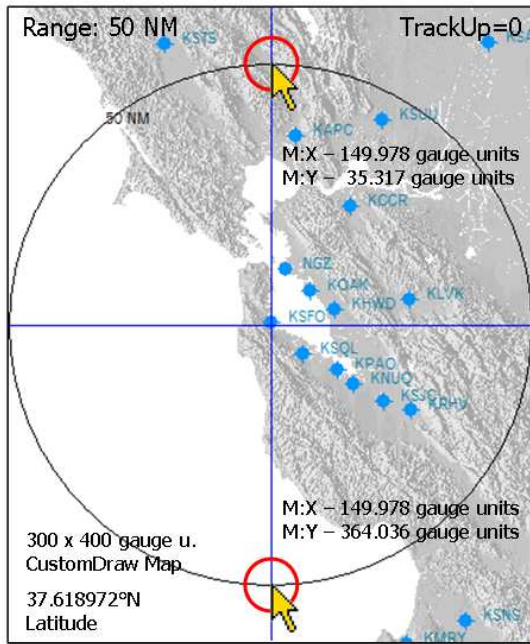 Range: 50 NM
TrackUp=0
KSTS
KSA
50 NM
KSUU
KAPC
M:X – 149.978 gauge units
M:Y – 35.317 gauge units
KCCR
NGZ
KOAK
KLVK
KHWD
KSFO
KSQL
KPAO
KNUQ
KSJC
KRHV
M:X – 149.978 gauge units
M:Y – 364.036 gauge units
300 x 400 gauge u.
CustomDraw Map
37.618972°N
Latitude
KSNS
KMRY